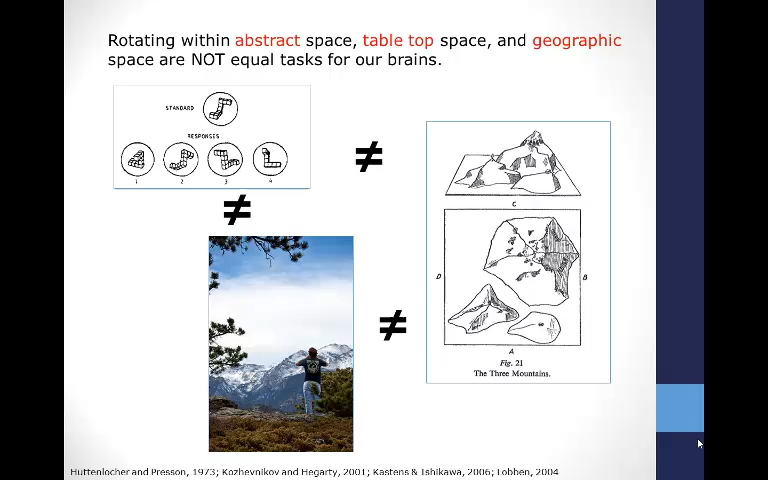 Rotating within abstract space, table top space, and geographic
space are NOT equal tasks for our brains.
STANDARD
RESPONSES
1 2 3 4
≠
≠
≠
C
D
B
A
Fig. 21
The Three Mountains.
Huttenlocher and Presson, 1973; Kozhevnikov and Hegarty, 2001; Kastens & Ishikawa, 2006; Lobben, 2004